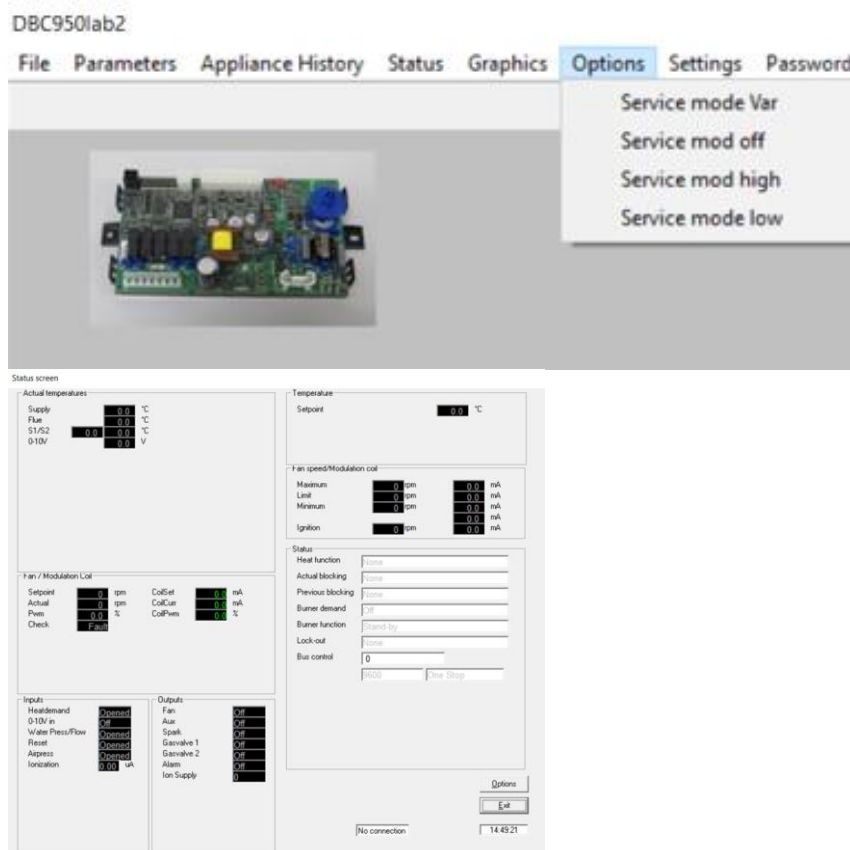 DBC950lab2
File Parameters Appliance History Status Graphics Options Settings Password
Service mode Var
Service mod off
Service mod high
Service mode low
Status screen
Actual temperatures
Supply 0.0 °C
Flue 0.0 °C
S1/S2 0.0 0.0 °C
0-10V 0.0 V
Temperature
Setpoint 0.0 °C
Fan speed/Modulation coil
Maximum 0 rpm 0.0 mA
Limit 0 rpm 0.0 mA
Minimum 0 rpm 0.0 mA
0.0 mA
Ignition 0 rpm 0.0 mA
Fan / Modulation Coil
Setpoint 0 rpm CoilSet 0.0 mA
Actual 0 rpm CoilCurr 0.0 mA
Pwm 0.0 % CoilPwm 0.0 %
Check Fault
Status
Heat function None
Actual blocking None
Previous blocking None
Burner demand Off
Burner function Stand-by
Lock-out None
Bus control 0
9600 One Stop
Inputs
Heatdemand Opened
0-10V in Off
Water Press/Flow Opened
Reset Opened
Airpress Opened
Ionization 0.00 uA
Outputs
Fan Off
Aux Off
Spark Off
Gasvalve 1 Off
Gasvalve 2 Off
Alarm Off
Ion Supply 0
Options
Exit
No connection 14:49:21